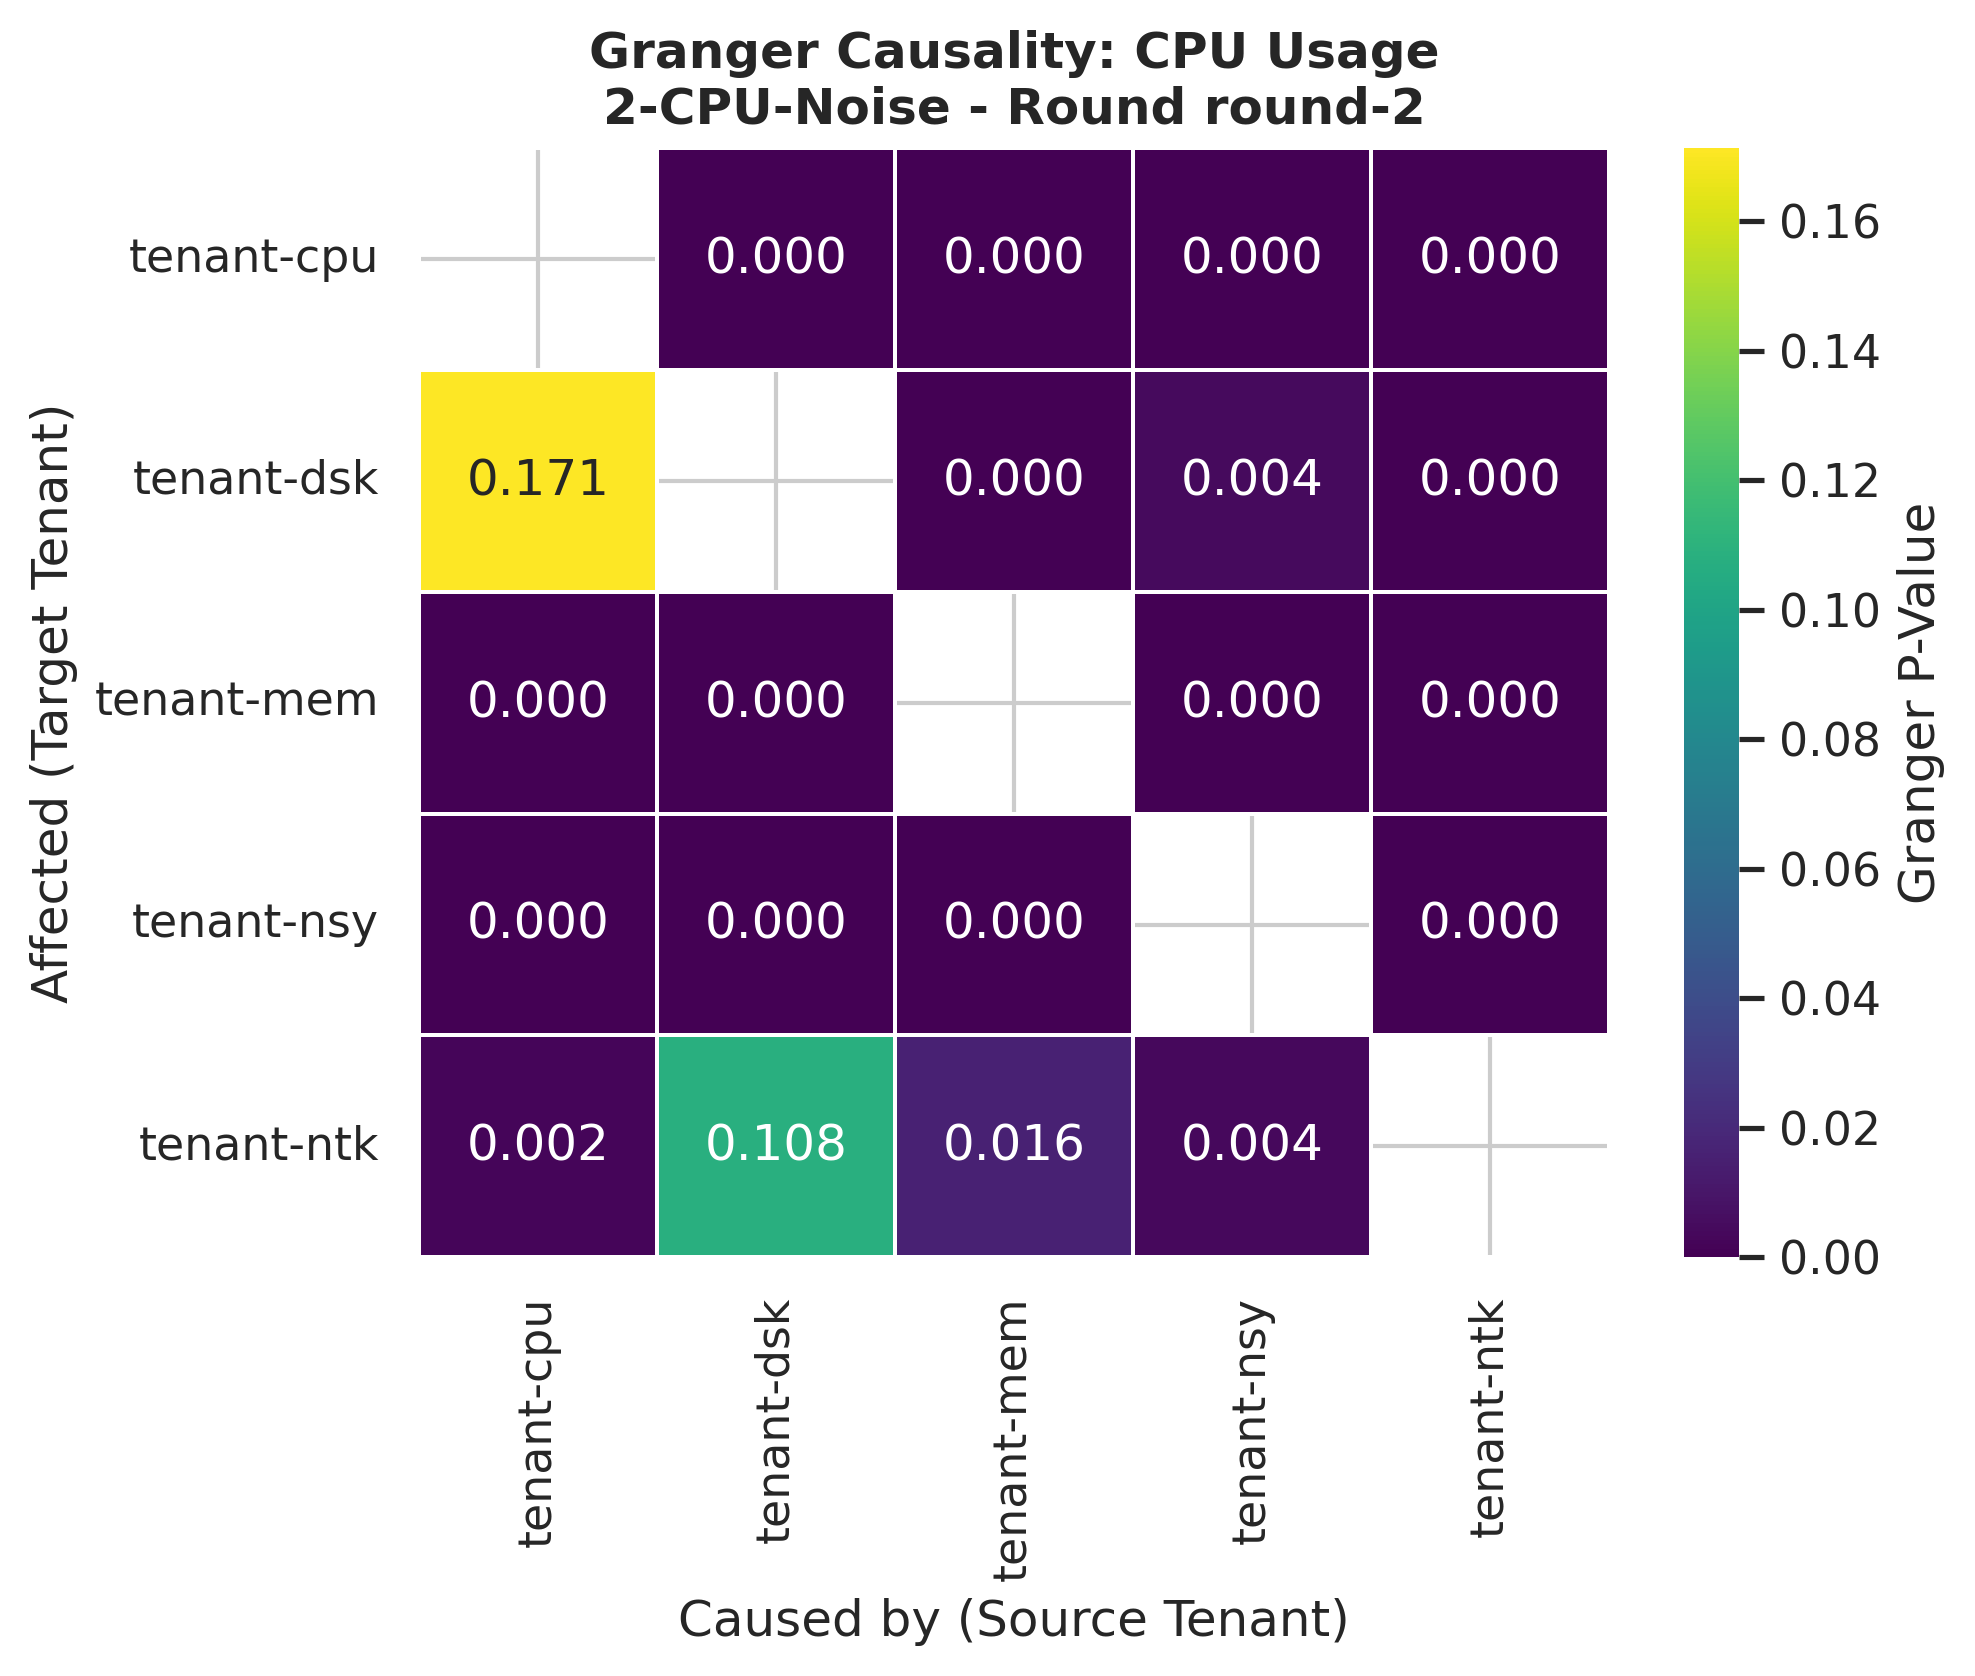 Granger Causality: CPU Usage
2-CPU-Noise - Round round-2
Affected (Target Tenant)
tenant-cpu
0.000 0.000 0.000 0.000
tenant-dsk
0.171 0.000 0.004 0.000
tenant-mem
0.000 0.000 0.000 0.000
tenant-nsy
0.000 0.000 0.000 0.000
tenant-ntk
0.002 0.108 0.016 0.004
tenant-cpu
tenant-dsk
tenant-mem
tenant-nsy
tenant-ntk
Caused by (Source Tenant)
0.16
0.14
0.12
0.10
0.08
0.06
0.04
0.02
0.00
Granger P-Value